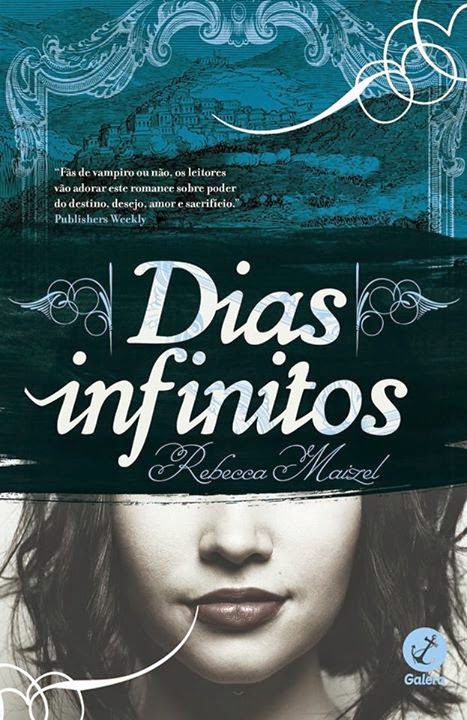 “Fãs de vampiro ou não, os leitores
vão adorar este romance sobre poder
do destino, desejo, amor e sacrifício.”
Publishers Weekly
Dias
infinitos
Rebecca Maizel
Galera